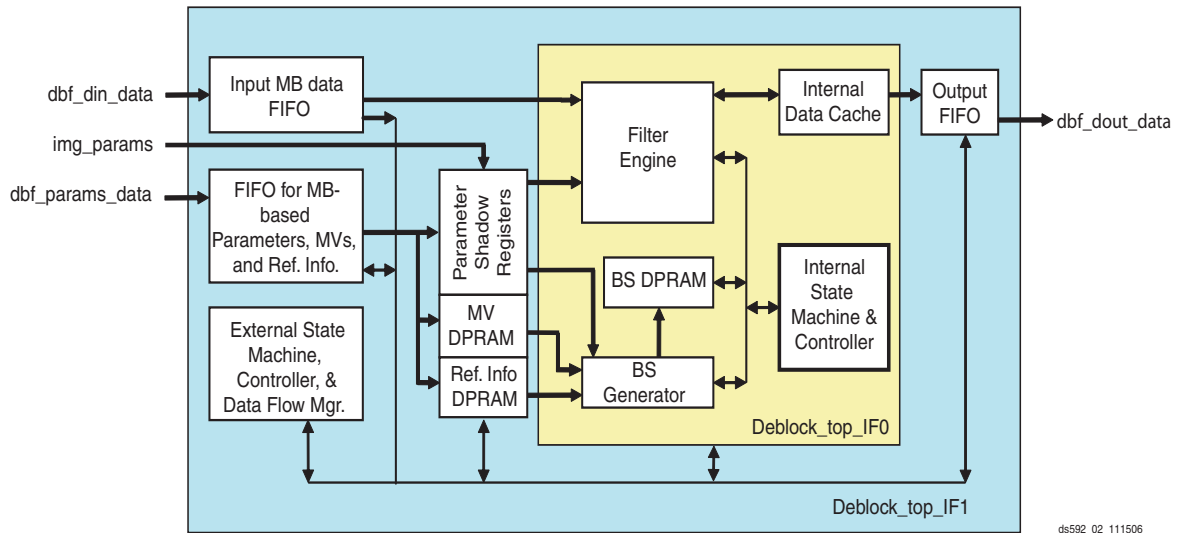 dbf_din_data
img_params
dbf_params_data
Input MB data
FIFO
FIFO for MB-
based
Parameters, MVs,
and Ref. Info.
External State
Machine,
Controller, &
Data Flow Mgr.
Parameter
Shadow
Registers
MV
DPRAM
Ref. Info
DPRAM
Filter
Engine
BS DPRAM
BS
Generator
Internal
Data Cache
Internal
State
Machine &
Controller
Deblock_top_IF0
Output
FIFO
dbf_dout_data
Deblock_top_IF1
ds592_02_111506